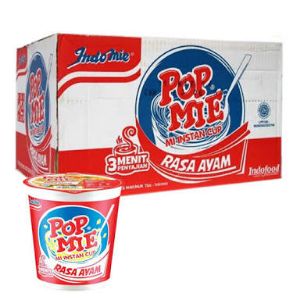 Indomie
POP
MIE
MI INSTAN CUP
3 MENIT
PENYAJIAN
RASA AYAM
Indofood
POP
MIE
MI INSTAN CUP
RASA AYAM